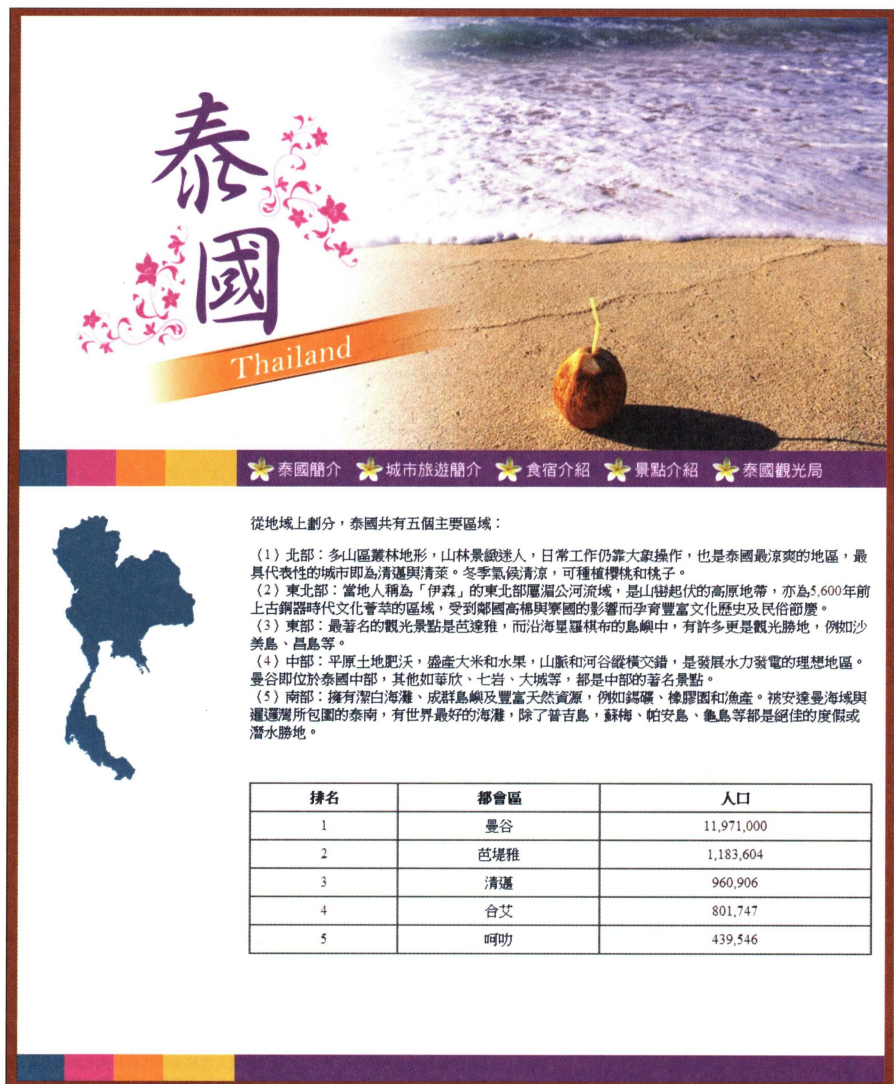 泰
國
Thailand
泰國簡介 城市旅遊簡介 食宿介紹 景點介紹 泰國觀光局
從地域上劃分，泰國共有五個主要區域：
（1）北部：多山區叢林地形，山林景緻迷人，日常工作仍靠大象操作，也是泰國最涼爽的地區，最
具代表性的城市即為清邁與清萊。冬季氣候清涼，可種植櫻桃和桃子。
（2）東北部：當地人稱為「伊森」的東北部屬湄公河流域，是山巒起伏的高原地帶，亦為5,600年前
上古銅器時代文化薈萃的區域，受到鄰國高棉與寮國的影響而孕育豐富文化歷史及民俗節慶。
（3）東部：最著名的觀光景點是芭達雅，而沿海星羅棋布的島嶼中，有許多更是觀光勝地，例如沙
美島、昌島等。
（4）中部：平原土地肥沃，盛產大米和水果，山脈和河谷縱橫交錯，是發展水力發電的理想地區。
曼谷即位於泰國中部，其他如華欣、七岩、大城等，都是中部的著名景點。
（5）南部：擁有潔白海灘、成群島嶼及豐富天然資源，例如錫礦、橡膠園和漁產。被安達曼海域與
暹邏灣所包圍的泰南，有世界最好的海灘，除了普吉島，蘇梅、帕安島、龜島等都是絕佳的度假或
潛水勝地。
排名 都會區 人口
1 曼谷 11,971,000
2 芭堤雅 1,183,604
3 清邁 960,906
4 合艾 801,747
5 呵叻 439,546